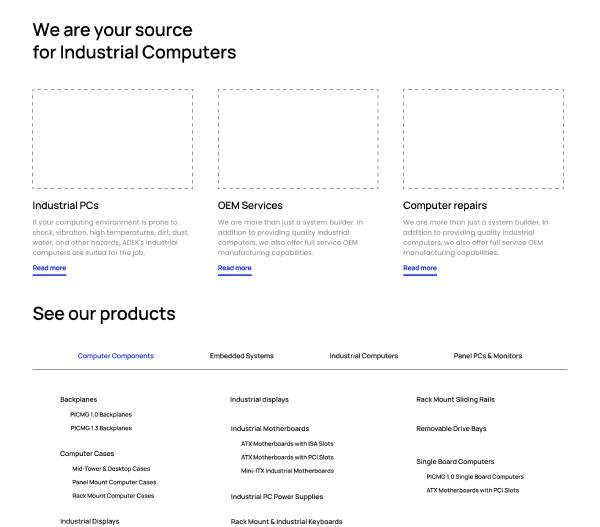 We are your source
for Industrial Computers
Industrial PCs
If your computing environment is prone to
shock, vibration, high temperatures, dirt, dust,
water, and other hazards, ADEK's industrial
computers are suited for the job.
Read more
OEM Services
We are more than just a system builder. In
addition to providing quality industrial
computers, we also offer full service OEM
manufacturing capabilities.
Read more
Computer repairs
We are more than just a system builder. In
addition to providing quality industrial
computers, we also offer full service OEM
manufacturing capabilities.
Read more
See our products
Computer Components
Embedded Systems
Industrial Computers
Panel PCs & Monitors
Backplanes
PICMG 1.0 Backplanes
PICMG 1.3 Backplanes
Computer Cases
Mid-Tower & Desktop Cases
Panel Mount Computer Cases
Rack Mount Computer Cases
Industrial Displays
Industrial displays
Industrial Motherboards
ATX Motherboards with ISA Slots
ATX Motherboards with PCI Slots
Mini-ITX Industrial Motherboards
Industrial PC Power Supplies
Rack Mount & Industrial Keyboards
Rack Mount Sliding Rails
Removable Drive Bays
Single Board Computers
PICMG 1.0 Single Board Computers
ATX Motherboards with PCI Slots